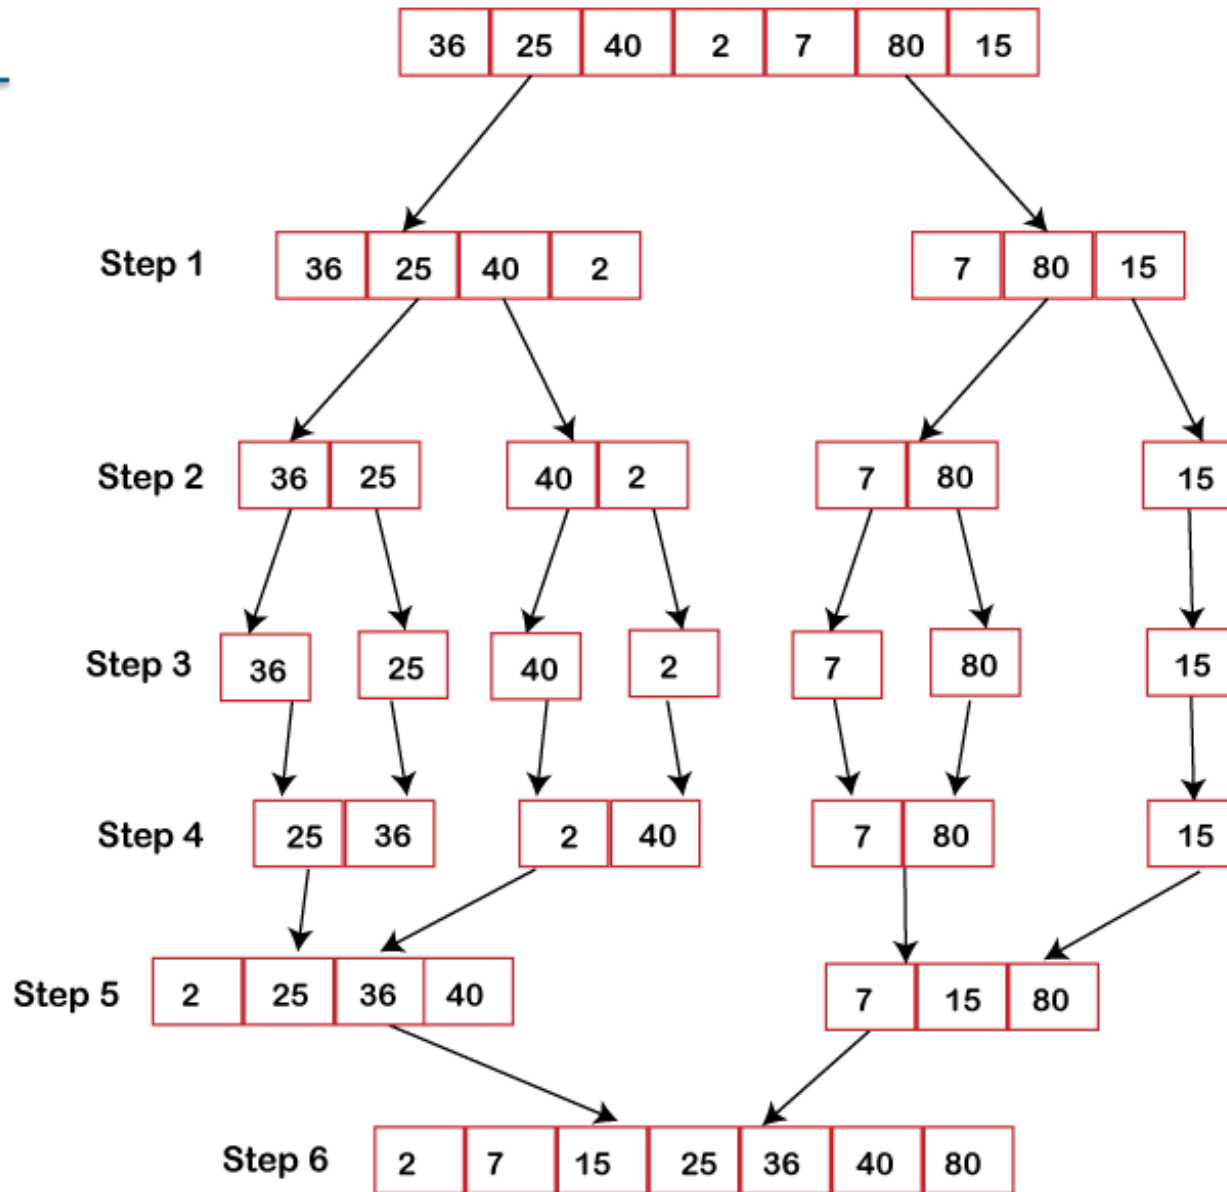 36 25 40 2 7 80 15
Step 1 36 25 40 2 7 80 15
Step 2 36 25 40 2 7 80 15
Step 3 36 25 40 2 7 80 15
Step 4 25 36 2 40 7 80 15
Step 5 2 25 36 40 7 15 80
Step 6 2 7 15 25 36 40 80